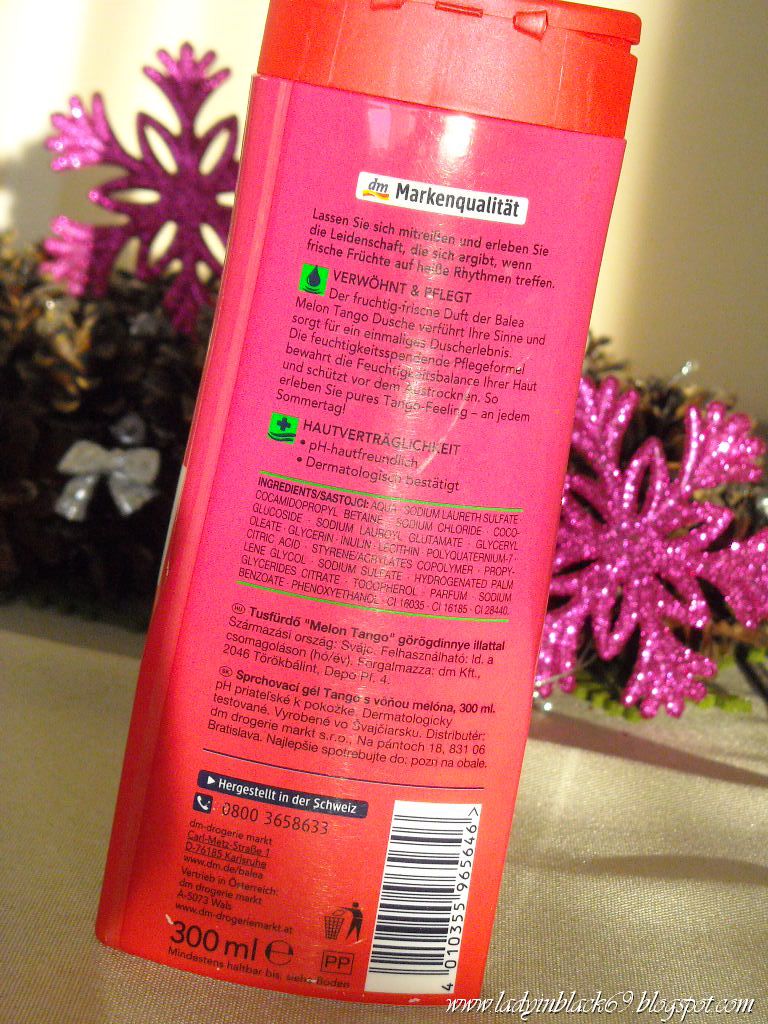 dm Markenqualität
Lassen Sie sich mitreißen und erleben Sie
die Leidenschaft, die sich argibt, wenn
frische Früchte auf heiße Rhythmen treffen.
VERWÖHNT & PFLEGT
Der fruchtig-frische Duft der Balea
Melon Tango Dusche verführt Ihre Sinne und
sorgt für ein einmaliges Duscherlebnis.
Die feuchtigkeitsspendende Pflegeformel
bewahrt die Feuchtigkeitsbalance Ihrer Haut
und schützt vor dem Austrocknen. So
erleben Sie pures Tango-Feeling – an jedem
Sommertag!
HAUTVERTRÄGLICHKEIT
• pH-hautfreundlich
• Dermatologisch bestätigt
INGREDIENTS/SASTOJCI: AQUA · SODIUM LAURETH SULFATE ·
COCAMIDOPROPYL BETAINE · SODIUM CHLORIDE · COCO-
GLUCOSIDE · SODIUM LAUROYL GLUTAMATE · GLYCERYL
OLEATE · GLYCERIN · INULIN · LECITHIN · POLYQUATERNIUM-7 ·
CITRIC ACID · STYRENE/ACRYLATES COPOLYMER · PROPY-
LENE GLYCOL · SODIUM SULFATE · HYDROGENATED PALM
GLYCERIDES CITRATE · TOCOPHEROL · PARFUM · SODIUM
BENZOATE · PHENOXYETHANOL · CI 16035 · CI 16185 · CI 28440.
HU Tusfürdő "Melon Tango" görögdinnye illattal
Származási ország: Svájc. Felhasználható: ld. a
csomagoláson (hó/év). Forgalmazza: dm Kft.,
2046 Törökbálint, Depo Pf. 4.
SK Sprchovací gél Tango s vôňou melóna, 300 ml.
pH priateľské k pokožke. Dermatologicky
testované. Vyrobené vo Švajčiarsku. Distributér:
dm drogerie markt s.r.o., Na pántoch 18, 831 06
Bratislava. Najlepšie spotrebujte do: pozri na obale.
Hergestellt in der Schweiz
0800 3658633
dm-drogerie markt
Carl-Metz-Straße 1
D-76185 Karlsruhe
www.dm.de/balea
Vertrieb in Österreich:
dm drogerie markt
A-5073 Wals
www.dm-drogeriemarkt.at
300 ml e
Mindestens haltbar bis: siehe Boden
PP
4 010355 965646 >
www.ladyinblack69.blogspot.com